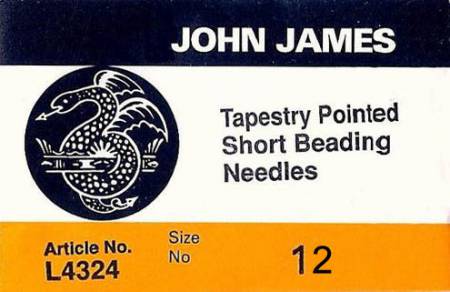 JOHN JAMES
Tapestry Pointed
Short Beading
Needles
Article No.
L4324
Size
No
12